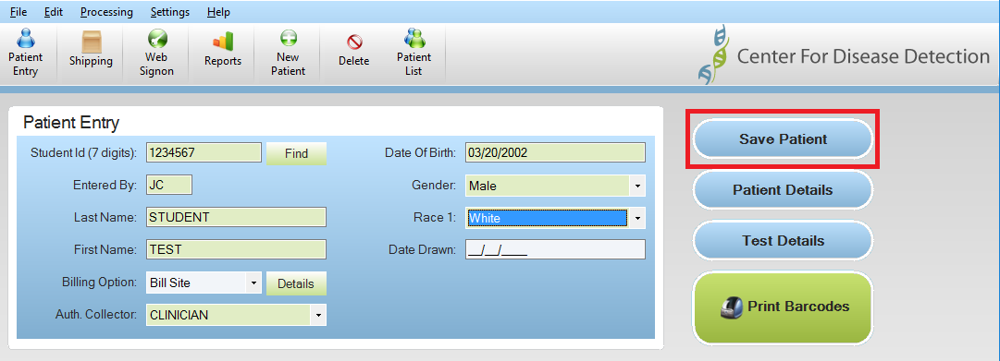 File Edit Processing Settings Help
Patient Entry
Shipping
Web Signon
Reports
New Patient
Delete
Patient List
Center For Disease Detection
Patient Entry
Student Id (7 digits): 1234567 Find
Entered By: JC
Last Name: STUDENT
First Name: TEST
Billing Option: Bill Site Details
Auth. Collector: CLINICIAN
Date Of Birth: 03/20/2002
Gender: Male
Race 1: White
Date Drawn: __/__/____
Save Patient
Patient Details
Test Details
Print Barcodes